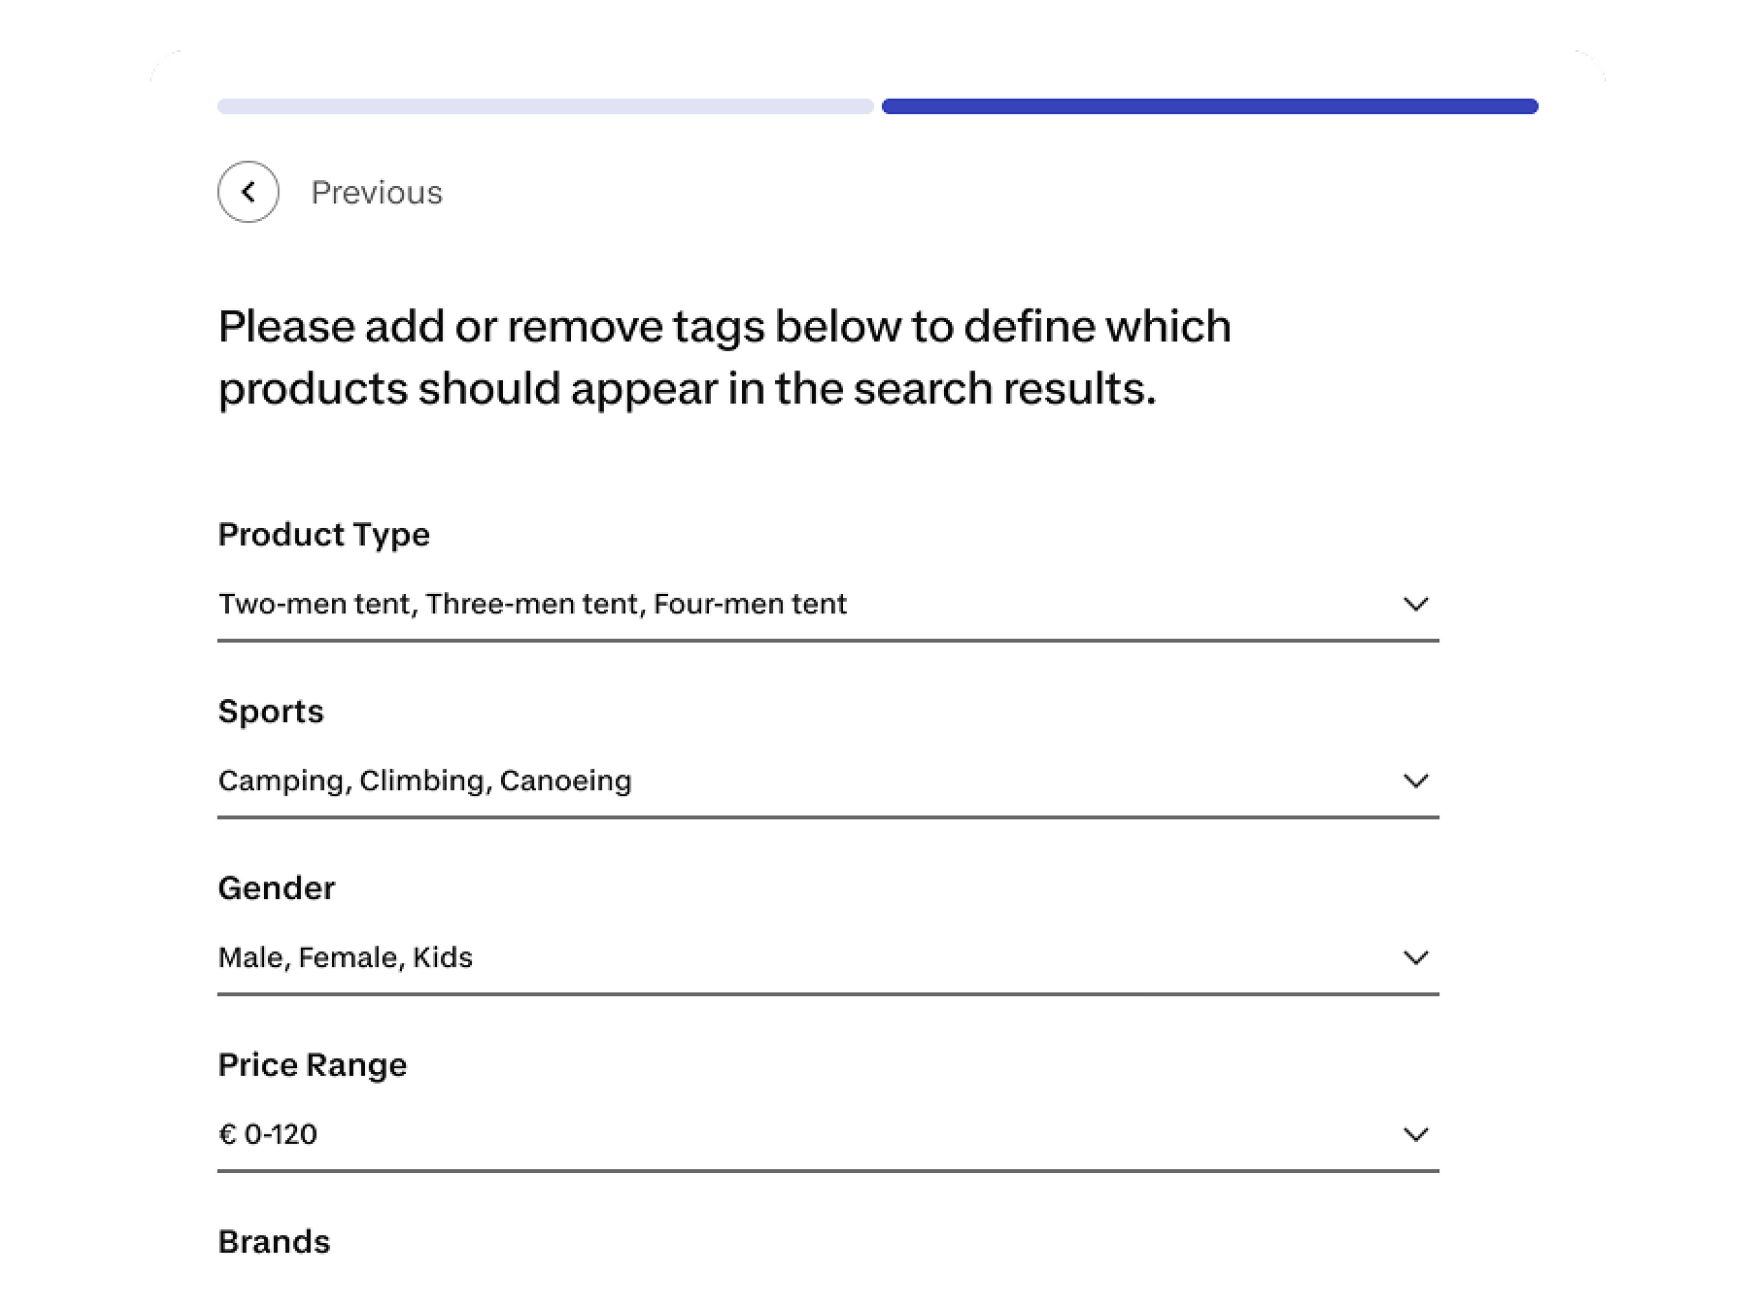 Previous
Please add or remove tags below to define which
products should appear in the search results.
Product Type
Two-men tent, Three-men tent, Four-men tent
Sports
Camping, Climbing, Canoeing
Gender
Male, Female, Kids
Price Range
€ 0-120
Brands